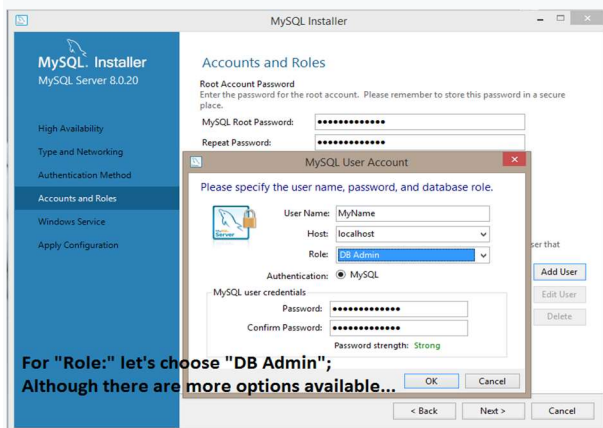 MySQL Installer
MySQL. Installer
MySQL Server 8.0.20
High Availability
Type and Networking
Authentication Method
Accounts and Roles
Windows Service
Apply Configuration
Accounts and Roles
Root Account Password
Enter the password for the root account. Please remember to store this password in a secure
place.
MySQL Root Password: •••••••••••••
Repeat Password: •••••••••••••
MySQL User Account
Please specify the user name, password, and database role.
Server
User Name: MyName
Host: localhost
Role: DB Admin
Authentication: MySQL
MySQL user credentials
Password: •••••••••••••
Confirm Password: •••••••••••••
Password strength: Strong
OK Cancel
ser that
Add User
Edit User
Delete
For "Role:" let's choose "DB Admin";
Although there are more options available...
< Back Next > Cancel